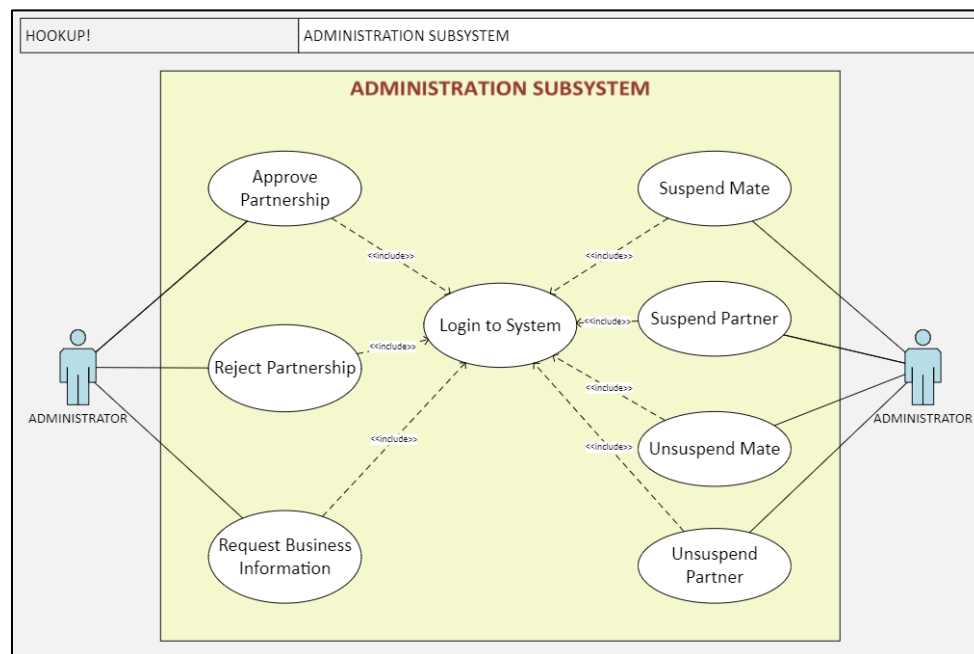 HOOKUP!
ADMINISTRATION SUBSYSTEM
ADMINISTRATION SUBSYSTEM
Approve
Partnership
Suspend Mate
<<include>>
<<include>>
Login to System
<<include>>
Suspend Partner
<<include>>
Reject Partnership
ADMINISTRATOR
ADMINISTRATOR
<<include>>
<<include>>
<<include>>
Unsuspend Mate
Request Business
Information
Unsuspend
Partner